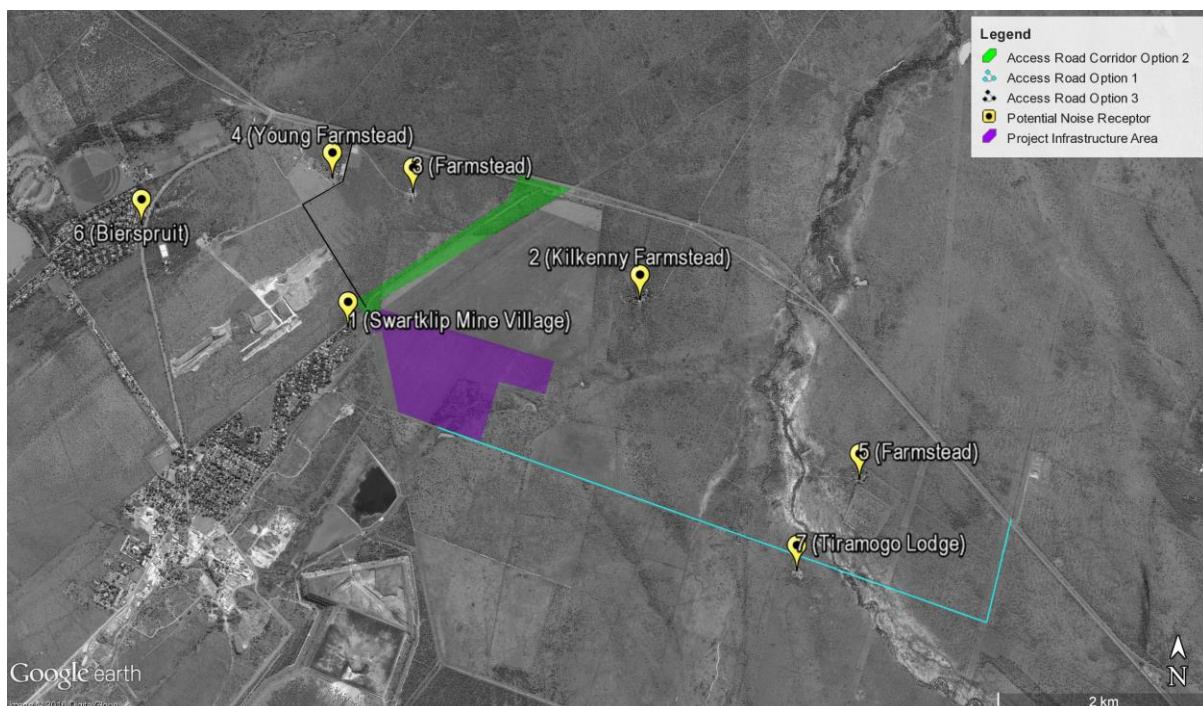 Legend
Access Road Corridor Option 2
Access Road Option 1
Access Road Option 3
Potential Noise Receptor
Project Infrastructure Area
4 (Young Farmstead)
3 (Farmstead)
6 (Bierspruit)
2 (Kilkenny Farmstead)
1 (Swartklip Mine Village)
5 (Farmstead)
7 (Tiramogo Lodge)
Google earth
N
2 km